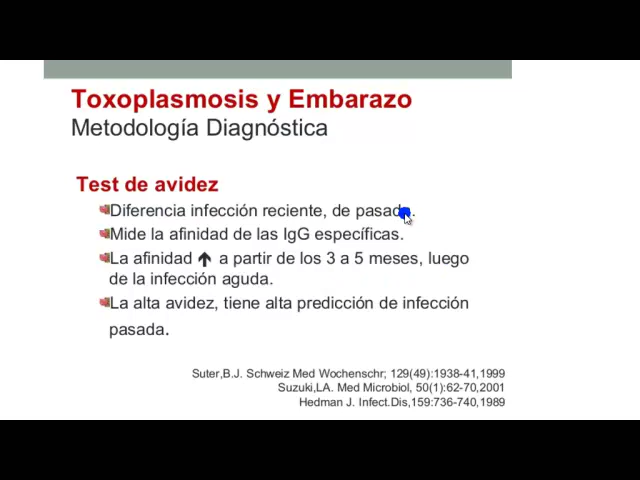 Toxoplasmosis y Embarazo
Metodología Diagnóstica
Test de avidez
Diferencia infección reciente, de pasada.
Mide la afinidad de las IgG específicas.
La afinidad 🡹 a partir de los 3 a 5 meses, luego
de la infección aguda.
La alta avidez, tiene alta predicción de infección
pasada.
Suter,B.J. Schweiz Med Wochenschr; 129(49):1938-41,1999
Suzuki,LA. Med Microbiol, 50(1):62-70,2001
Hedman J. Infect.Dis,159:736-740,1989